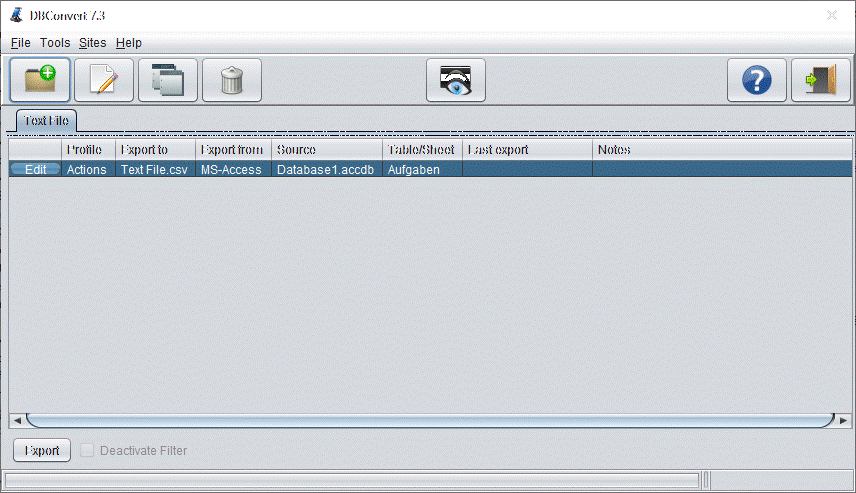 DBConvert 7.3
File Tools Sites Help
Text File
Profile Export to Export from Source Table/Sheet Last export Notes
Edit Actions Text File.csv MS-Access Database1.accdb Aufgaben
Export Deactivate Filter